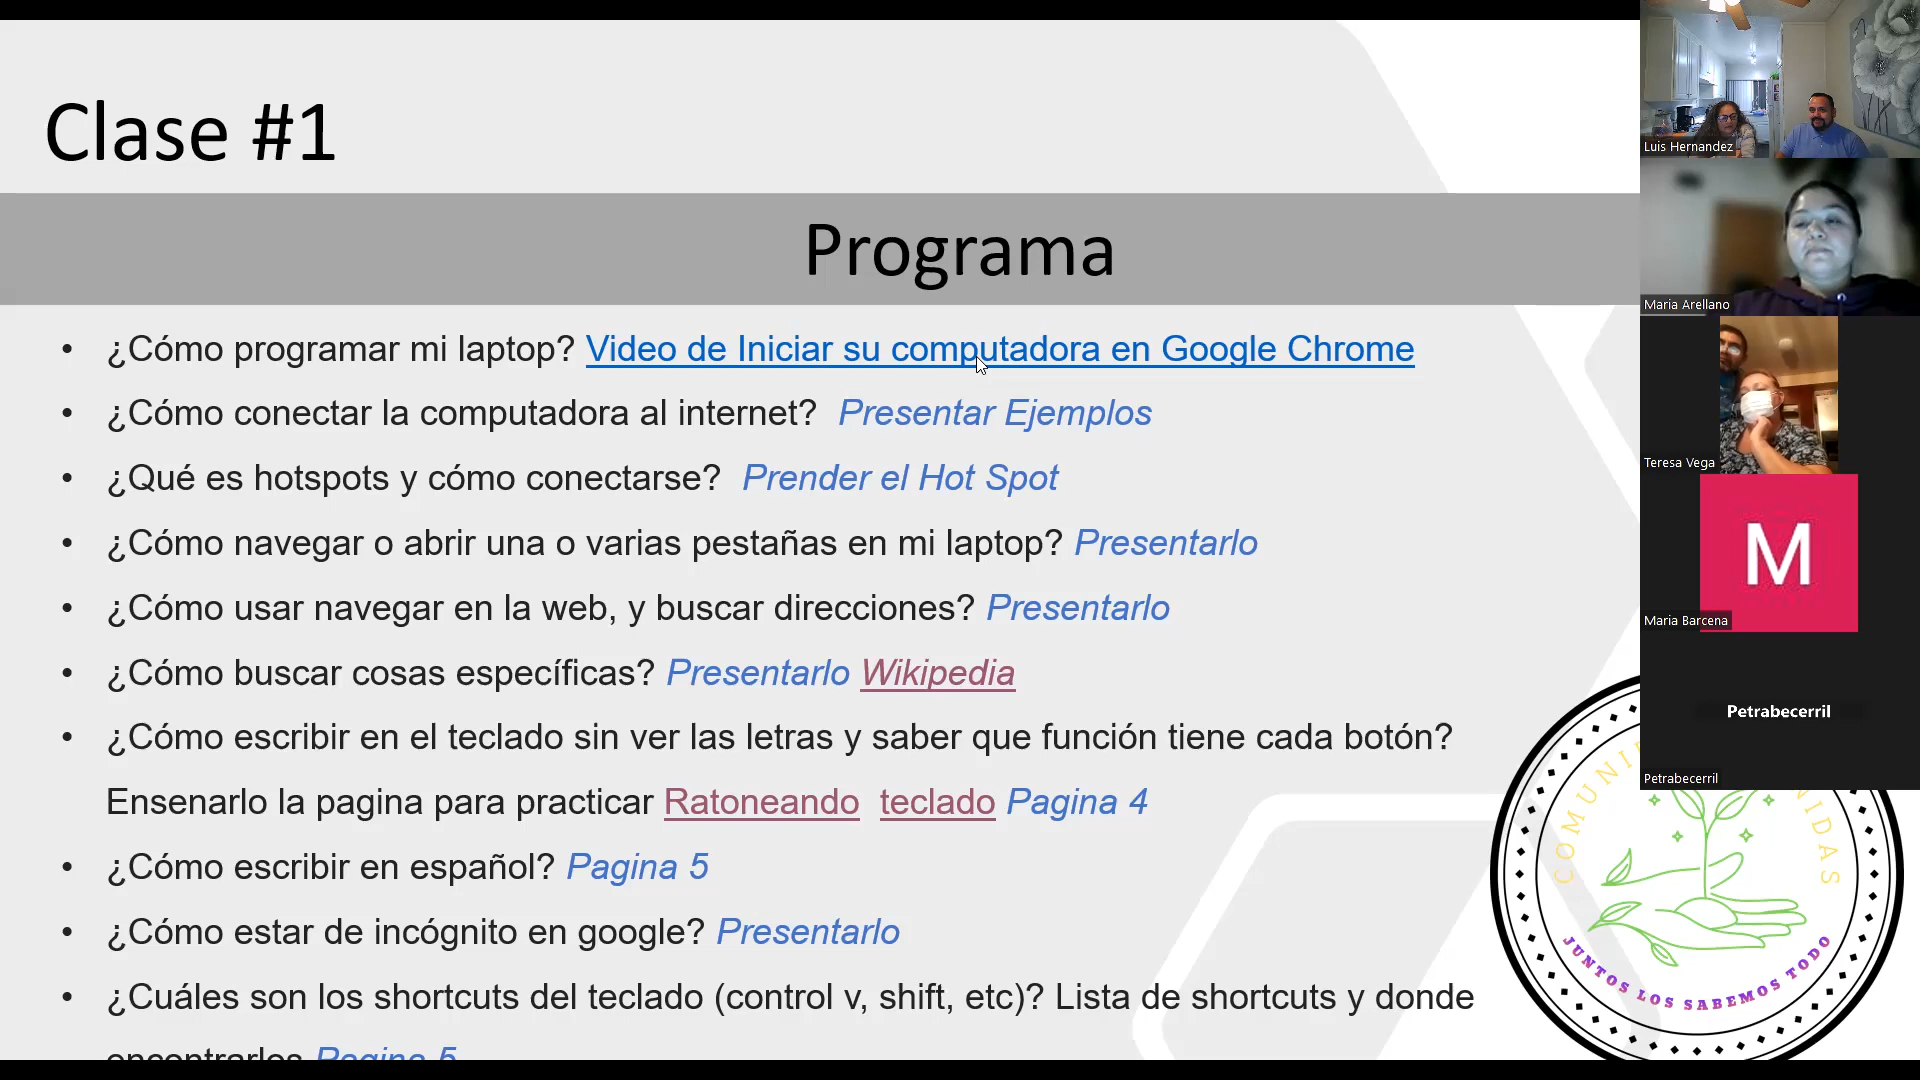 Clase #1
Programa
• ¿Cómo programar mi laptop? Video de Iniciar su computadora en Google Chrome
• ¿Cómo conectar la computadora al internet? Presentar Ejemplos
• ¿Qué es hotspots y cómo conectarse? Prender el Hot Spot
• ¿Cómo navegar o abrir una o varias pestañas en mi laptop? Presentarlo
• ¿Cómo usar navegar en la web, y buscar direcciones? Presentarlo
• ¿Cómo buscar cosas específicas? Presentarlo Wikipedia
• ¿Cómo escribir en el teclado sin ver las letras y saber que función tiene cada botón?
Ensenarlo la pagina para practicar Ratoneando teclado Pagina 4
• ¿Cómo escribir en español? Pagina 5
• ¿Cómo estar de incógnito en google? Presentarlo
• ¿Cuáles son los shortcuts del teclado (control v, shift, etc)? Lista de shortcuts y donde
encontrarlos Pagina 5
Luis Hernandez
Maria Arellano
Teresa Vega
M
Maria Barcena
Petrabecerril
Petrabecerril
JUNTOS LOS SABEMOS TODO